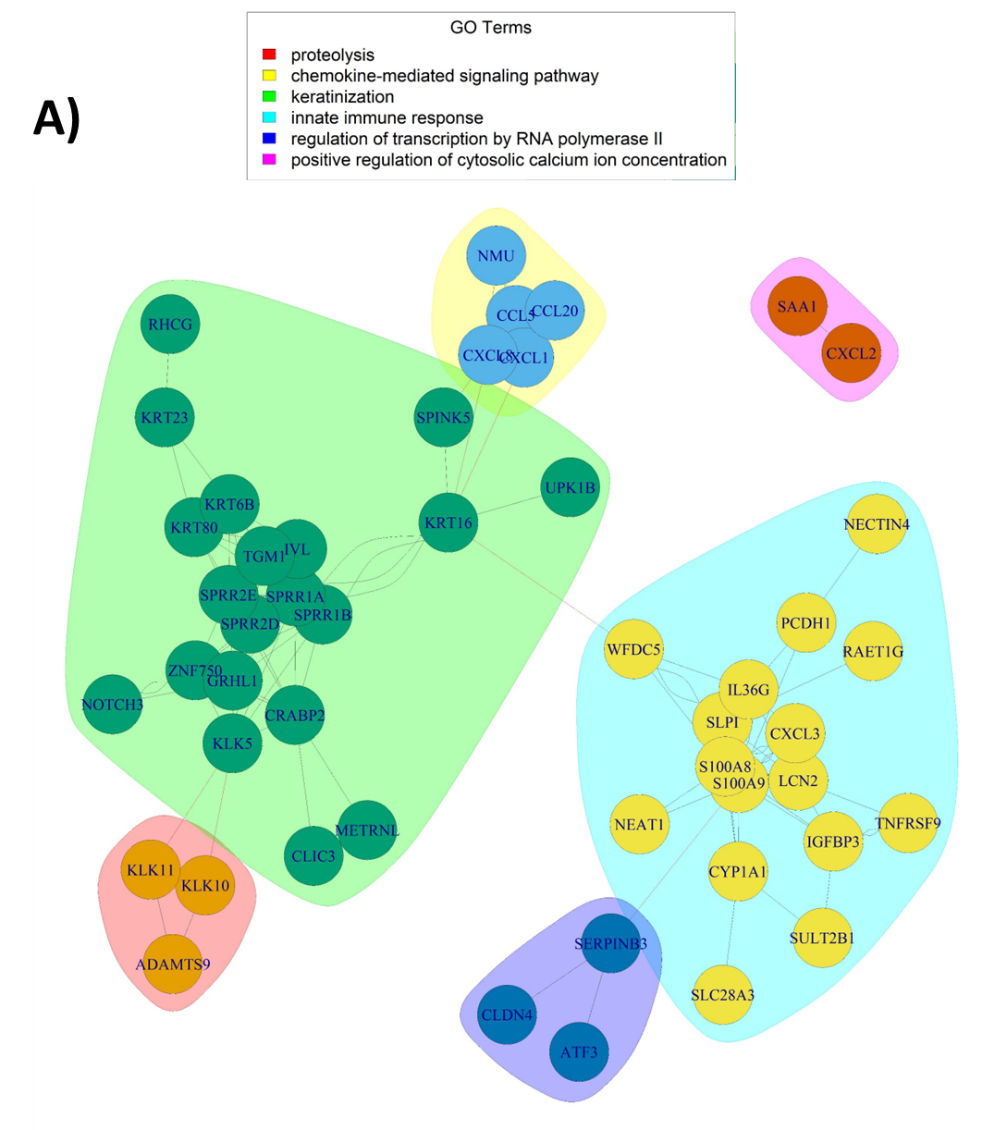 GO Terms
proteolysis
chemokine-mediated signaling pathway
keratinization
innate immune response
regulation of transcription by RNA polymerase II
positive regulation of cytosolic calcium ion concentration
A)
NMU
CCL5
CCL20
CXCL8
CXCL1
SAA1
CXCL2
RHCG
KRT23
SPINK5
UPK1B
KRT6B
KRT80
KRT16
TGM1
IVL
SPRR2E
SPRR1A
SPRR1B
SPRR2D
ZNF750
GRHL1
NOTCH3
CRABP2
KLK5
METRNL
CLIC3
NECTIN4
PCDH1
RAET1G
WFDC5
IL36G
SLPI
CXCL3
S100A8
S100A9
LCN2
NEAT1
TNFRSF9
IGFBP3
CYP1A1
SULT2B1
SLC28A3
KLK11
KLK10
ADAMTS9
SERPINB3
CLDN4
ATF3